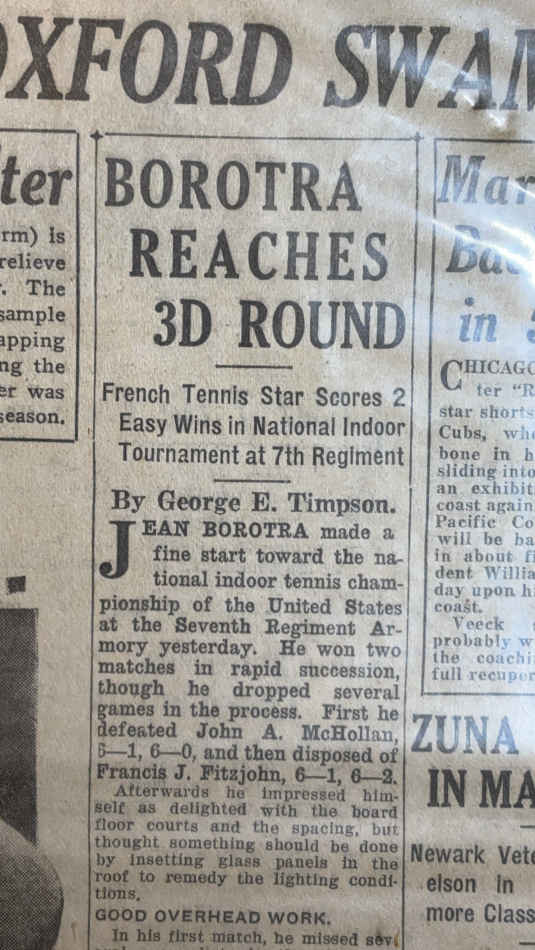 OXFORD SWAM
ter
rm) is
relieve
. The
sample
apping
ng the
er was
season.
BOROTRA
REACHES
3D ROUND
French Tennis Star Scores 2
Easy Wins in National Indoor
Tournament at 7th Regiment
By George E. Timpson.
JEAN BOROTRA made a
fine start toward the na-
tional indoor tennis cham-
pionship of the United States
at the Seventh Regiment Ar-
mory yesterday. He won two
matches in rapid succession,
though he dropped several
games in the process. First he
defeated John A. McHollan,
6—1, 6—0, and then disposed of
Francis J. Fitzjohn, 6—1, 6—2.
Afterwards he impressed him-
self as delighted with the board
floor courts and the spacing, but
thought something should be done
by insetting glass panels in the
roof to remedy the lighting condi-
tions.
GOOD OVERHEAD WORK.
In his first match, he missed sev
Mar
Ba
in
CHICAGO
ter "R
star shorts
Cubs, wh
bone in h
sliding into
an exhibit
coast again
Pacific Co
will be ba
in about f
dent Willia
day upon h
coast.
Veeck
probably w
the coachi
full recuper
ZUNA
IN MA
Newark Vete
elson in
more Class